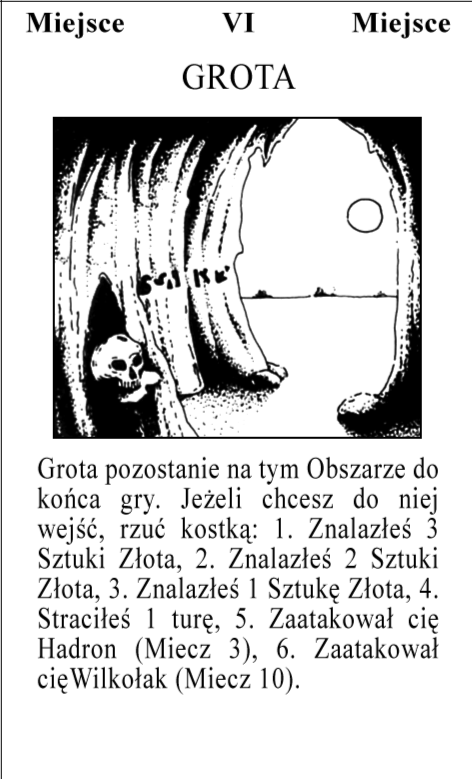 Miejsce VI Miejsce
GROTA
Grota pozostanie na tym Obszarze do
końca gry. Jeżeli chcesz do niej
wejść, rzuć kostką: 1. Znalazłeś 3
Sztuki Złota, 2. Znalazłeś 2 Sztuki
Złota, 3. Znalazłeś 1 Sztukę Złota, 4.
Straciłeś 1 turę, 5. Zaatakował cię
Hadron (Miecz 3), 6. Zaatakował
cięWilkołak (Miecz 10).